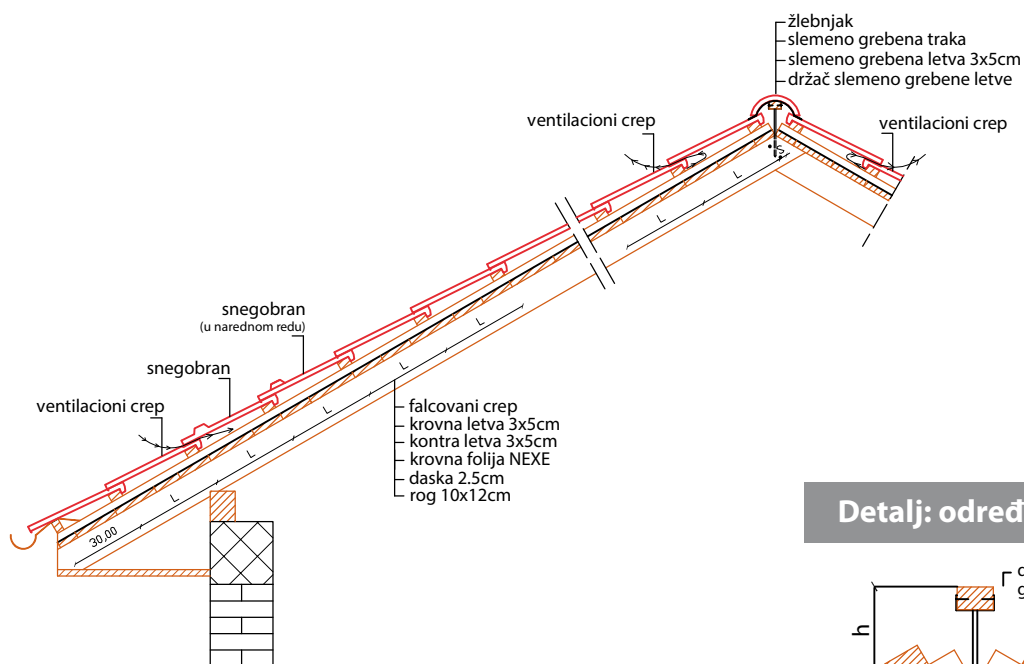 žlebnjak
slemeno grebena traka
slemeno grebena letva 3x5cm
držač slemeno grebene letve
ventilacioni crep
ventilacioni crep
S
L
L
snegobran
(u narednom redu)
snegobran
ventilacioni crep
L
L
L
L
L
30,00
falcovani crep
krovna letva 3x5cm
kontra letva 3x5cm
krovna folija NEXE
daska 2.5cm
rog 10x12cm
Detalj: određ
h